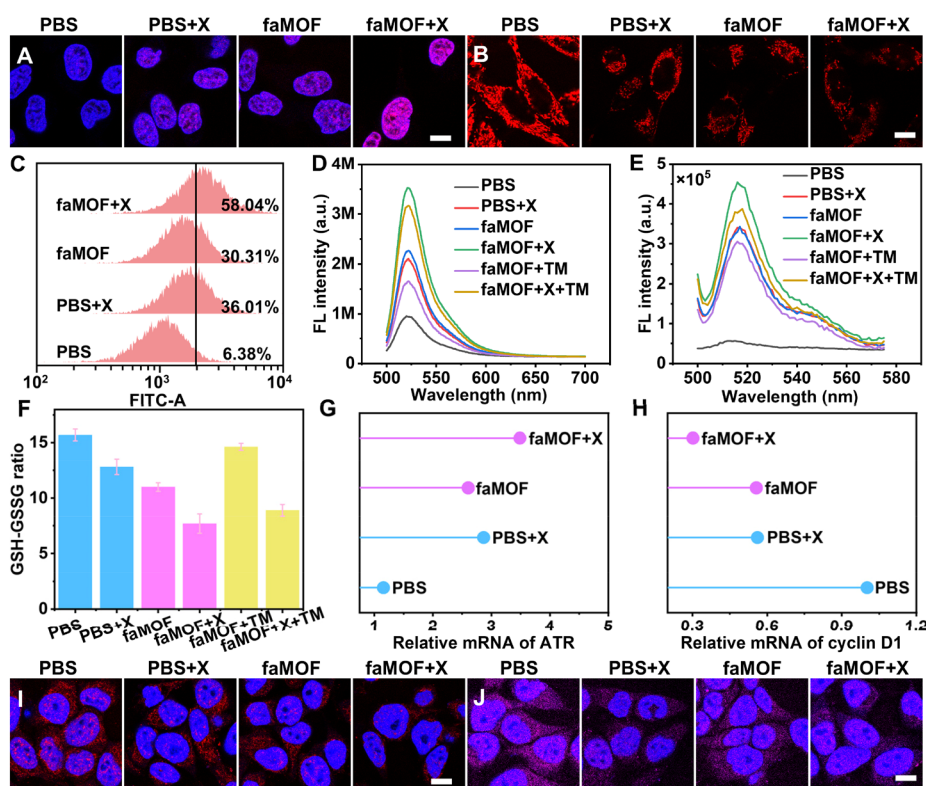 PBS PBS+X faMOF faMOF+X PBS PBS+X faMOF faMOF+X
A B
C
faMOF+X 58.04%
faMOF 30.31%
PBS+X 36.01%
PBS 6.38%
10² 10³ 10⁴
FITC-A
D
4M
3M
2M
1M
0
FL intensity (a.u.)
PBS
PBS+X
faMOF
faMOF+X
faMOF+TM
faMOF+X+TM
500 550 600 650 700
Wavelength (nm)
E
5
4
3
2
1
0
×10⁵
FL intensity (a.u.)
PBS
PBS+X
faMOF
faMOF+X
faMOF+TM
faMOF+X+TM
500 520 540 560 580
Wavelength (nm)
F
15
10
5
0
GSH-GSSG ratio
PBS PBS+X faMOF faMOF+X faMOF+TM faMOF+X+TM
G
faMOF+X
faMOF
PBS+X
PBS
1 2 3 4 5
Relative mRNA of ATR
H
faMOF+X
faMOF
PBS+X
PBS
0.3 0.6 0.9 1.2
Relative mRNA of cyclin D1
PBS PBS+X faMOF faMOF+X PBS PBS+X faMOF faMOF+X
I J